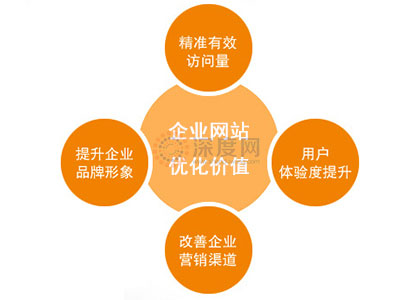 精准有效
访问量
企业网站
深度网
优化价值
提升企业
品牌形象
用户
体验度提升
改善企业
营销渠道